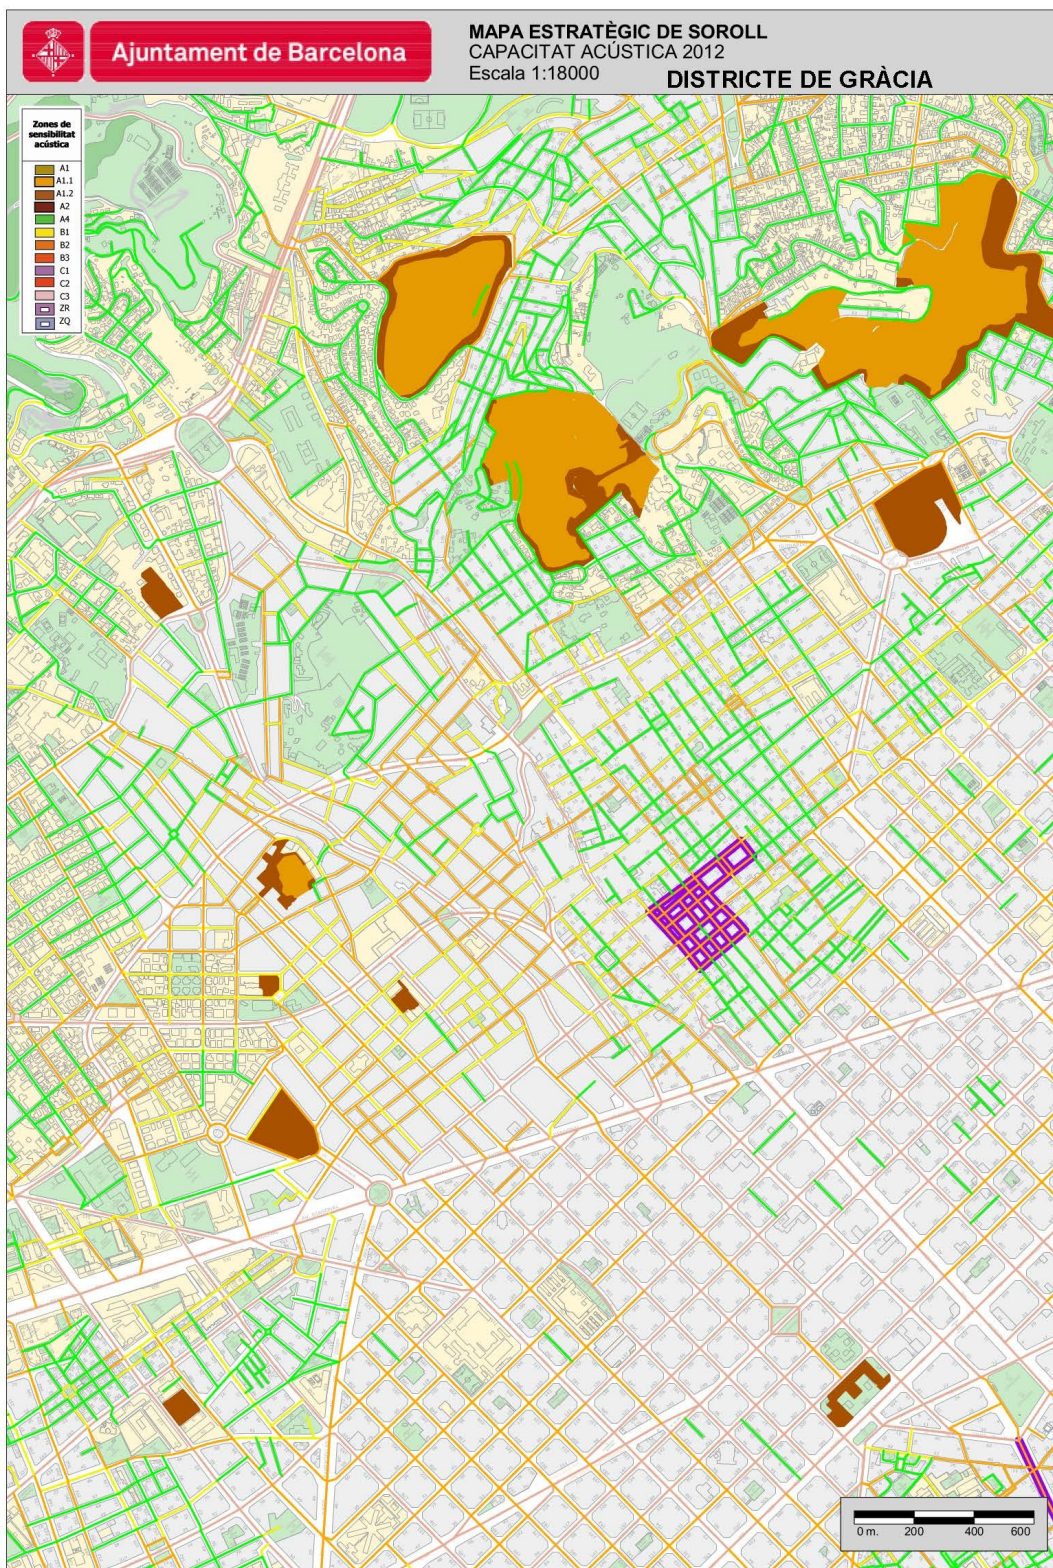 Ajuntament de Barcelona
MAPA ESTRATÈGIC DE SOROLL
CAPACITAT ACÚSTICA 2012
Escala 1:18000
DISTRICTE DE GRÀCIA
Zones de
sensibilitat
acústica
A1
A1.1
A1.2
A2
A4
B1
B2
B3
C1
C2
C3
ZR
ZQ
0 m. 200 400 600